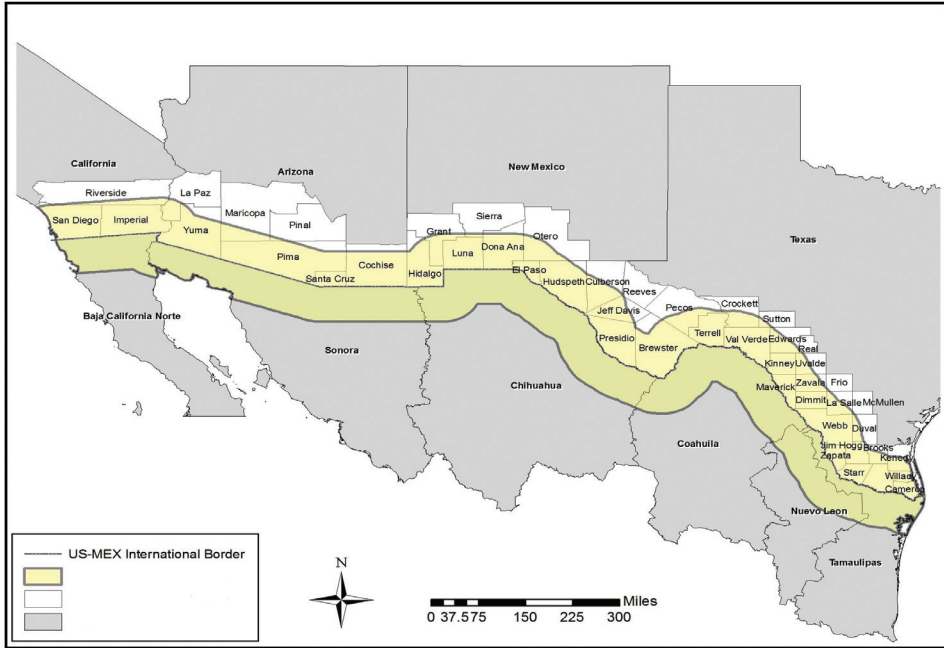 California
Arizona
New Mexico
Texas
Riverside
La Paz
Maricopa
Pinal
Grant
Sierra
Otero
San Diego
Imperial
Yuma
Pima
Santa Cruz
Cochise
Hidalgo
Luna
Dona Ana
El Paso
Hudspeth
Culberson
Reeves
Jeff Davis
Pecos
Crockett
Sutton
Presidio
Brewster
Terrell
Val Verde
Edwards
Real
Kinney
Uvalde
Maverick
Zavala
Frio
Dimmit
La Salle
McMullen
Webb
Duval
Jim Hogg
Brooks
Zapata
Kenedy
Starr
Willacy
Cameron
Baja California Norte
Sonora
Chihuahua
Coahuila
Nuevo Leon
Tamaulipas
US-MEX International Border
N
Miles
0 37.5 75 150 225 300